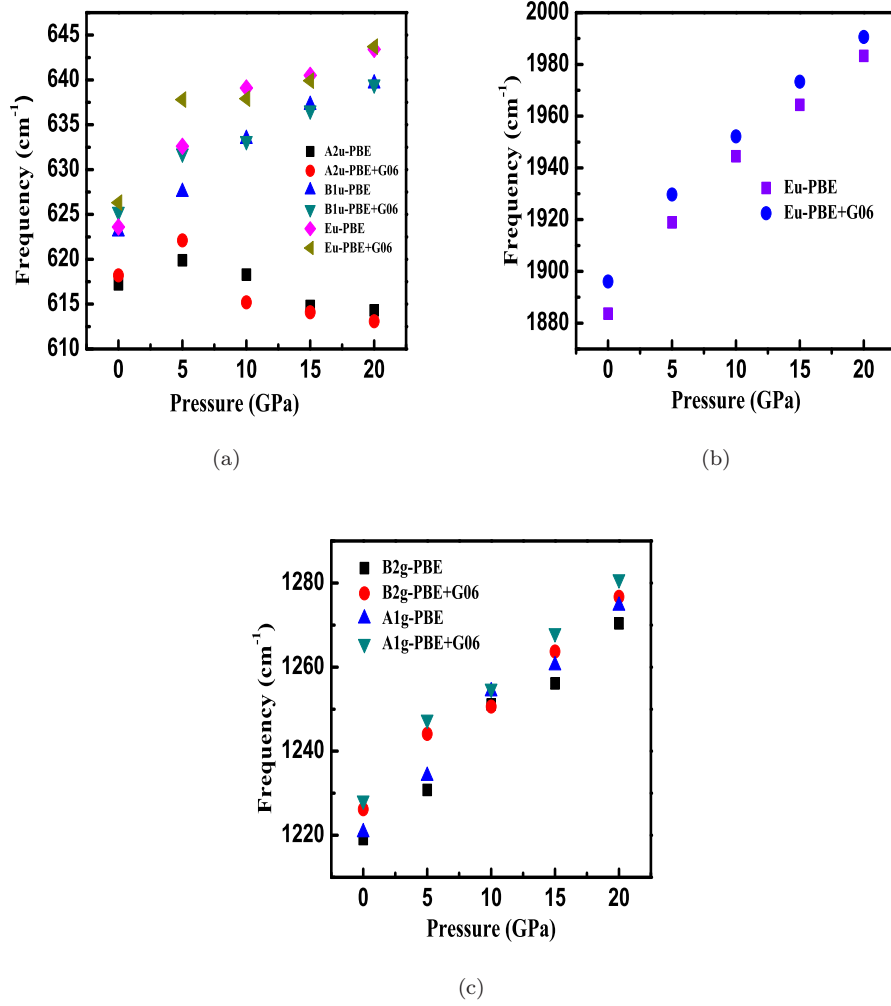 645
640
635
630
625
620
615
610
0 5 10 15 20
Frequency (cm⁻¹)
Pressure (GPa)
A2u-PBE
A2u-PBE+G06
B1u-PBE
B1u-PBE+G06
Eu-PBE
Eu-PBE+G06
(a)
2000
1980
1960
1940
1920
1900
1880
0 5 10 15 20
Frequency (cm⁻¹)
Pressure (GPa)
Eu-PBE
Eu-PBE+G06
(b)
1280
1260
1240
1220
0 5 10 15 20
Frequency (cm⁻¹)
Pressure (GPa)
B2g-PBE
B2g-PBE+G06
A1g-PBE
A1g-PBE+G06
(c)